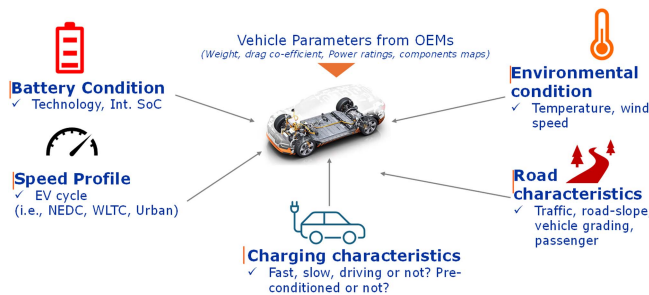 Vehicle Parameters from OEMs
(Weight, drag co-efficient, Power ratings, components maps)
Battery Condition
✓ Technology, Int. SoC
Environmental
condition
✓ Temperature, wind
speed
Speed Profile
✓ EV cycle
(i.e., NEDC, WLTC, Urban)
Road
characteristics
✓ Traffic, road-slope
vehicle grading,
passenger
Charging characteristics
✓ Fast, slow, driving or not? Pre-
conditioned or not?